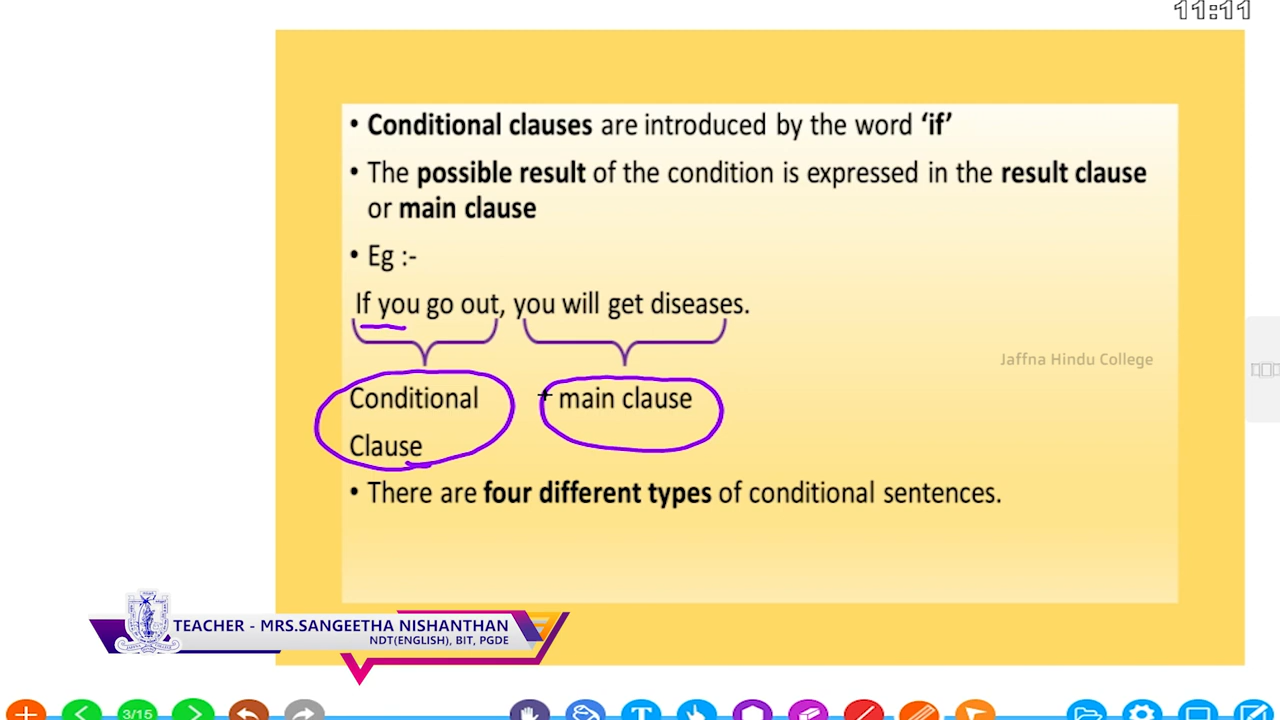 11:11
• Conditional clauses are introduced by the word ‘if’
• The possible result of the condition is expressed in the result clause
or main clause
• Eg :-
If you go out, you will get diseases.
Jaffna Hindu College
Conditional main clause
Clause
• There are four different types of conditional sentences.
TEACHER - MRS.SANGEETHA NISHANTHAN
NDT(ENGLISH), BIT, PGDE
3/15